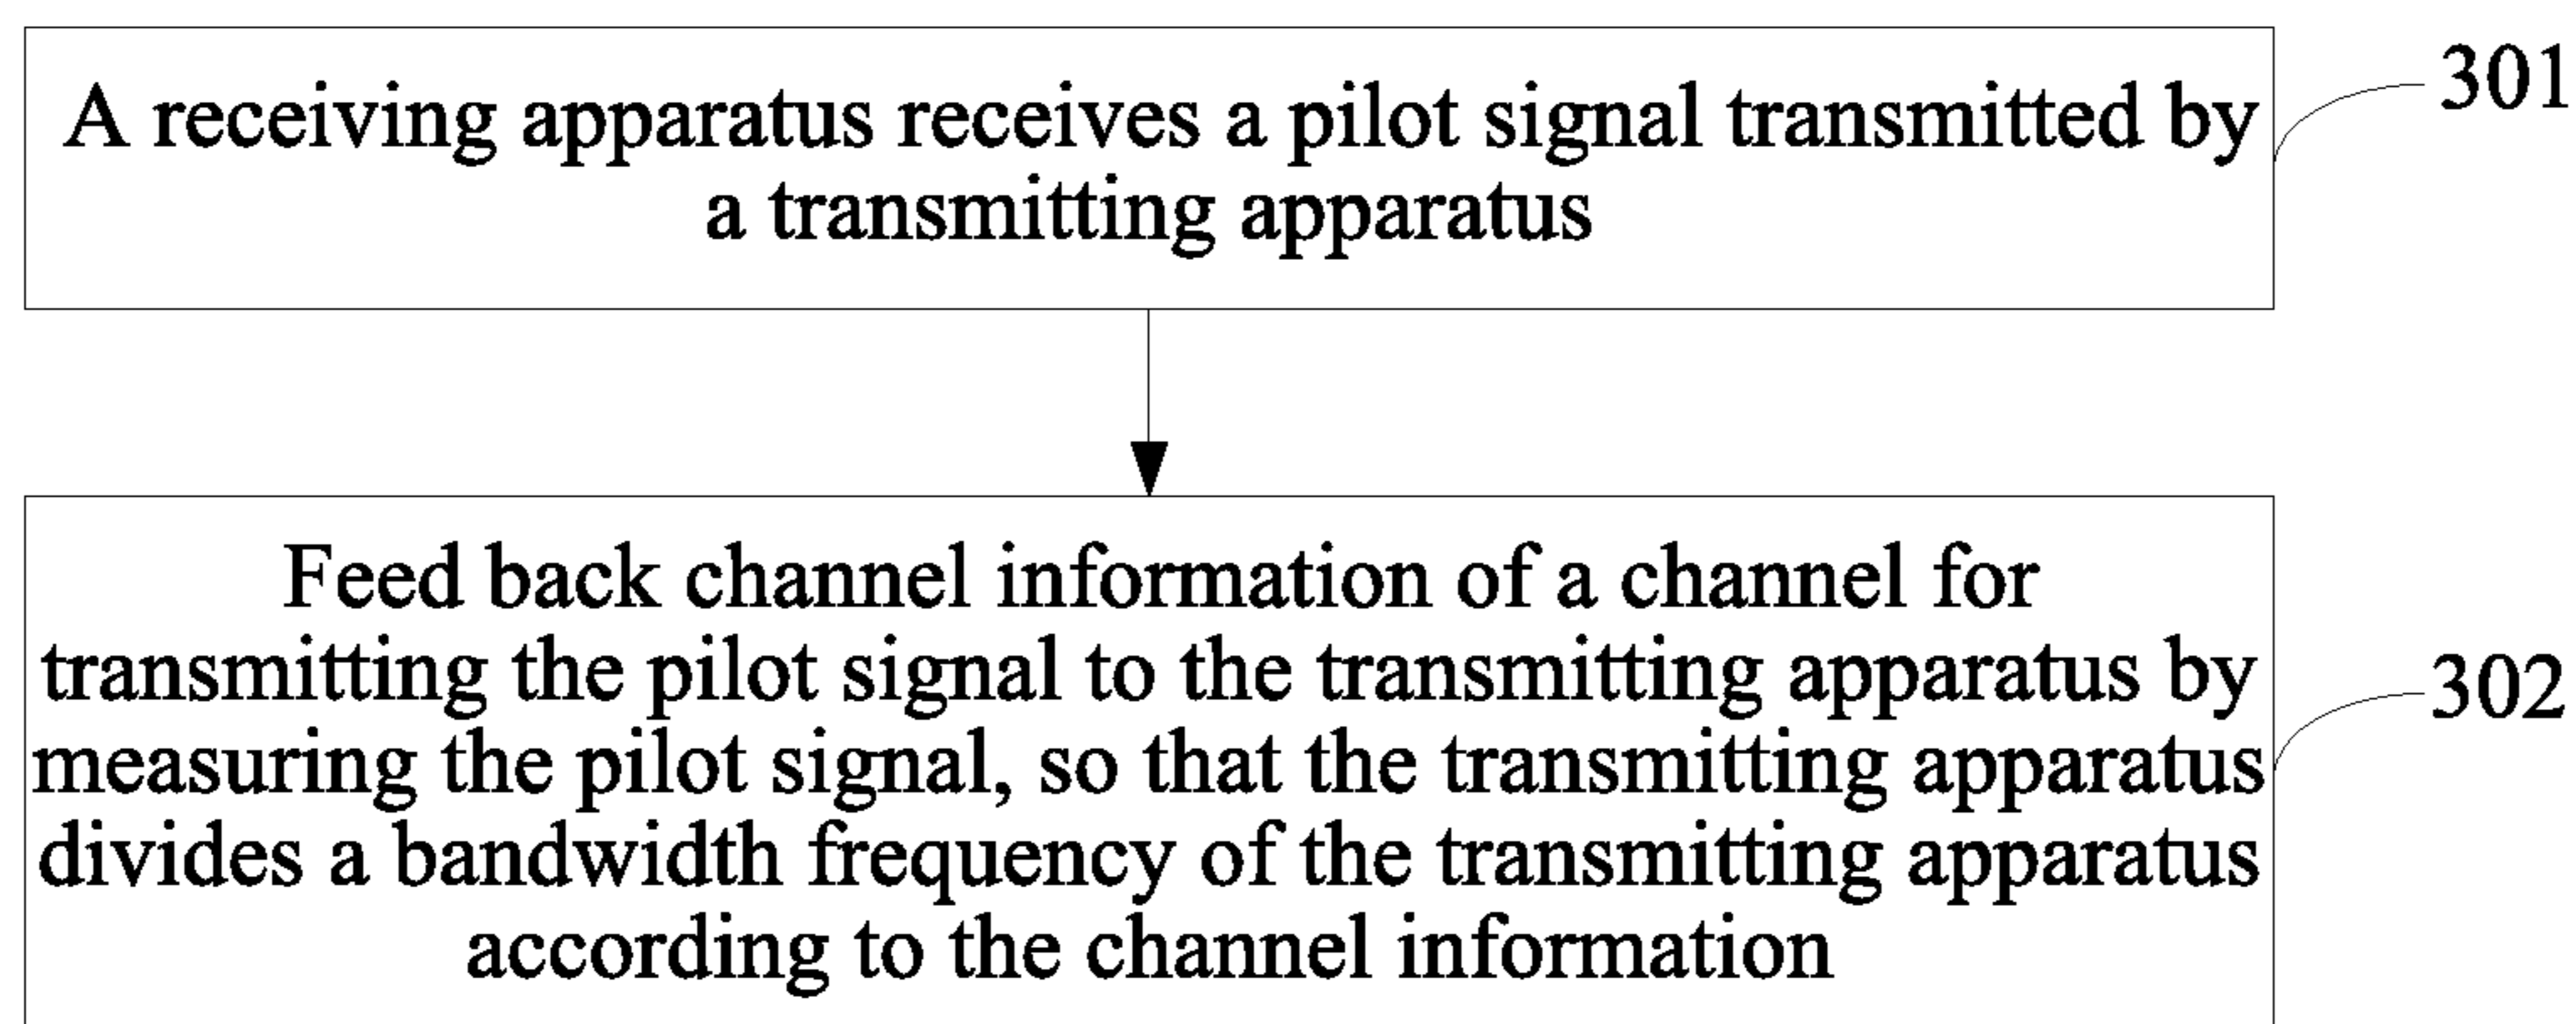 A receiving apparatus receives a pilot signal transmitted by
a transmitting apparatus
301
Feed back channel information of a channel for
transmitting the pilot signal to the transmitting apparatus by
measuring the pilot signal, so that the transmitting apparatus
divides a bandwidth frequency of the transmitting apparatus
according to the channel information
302